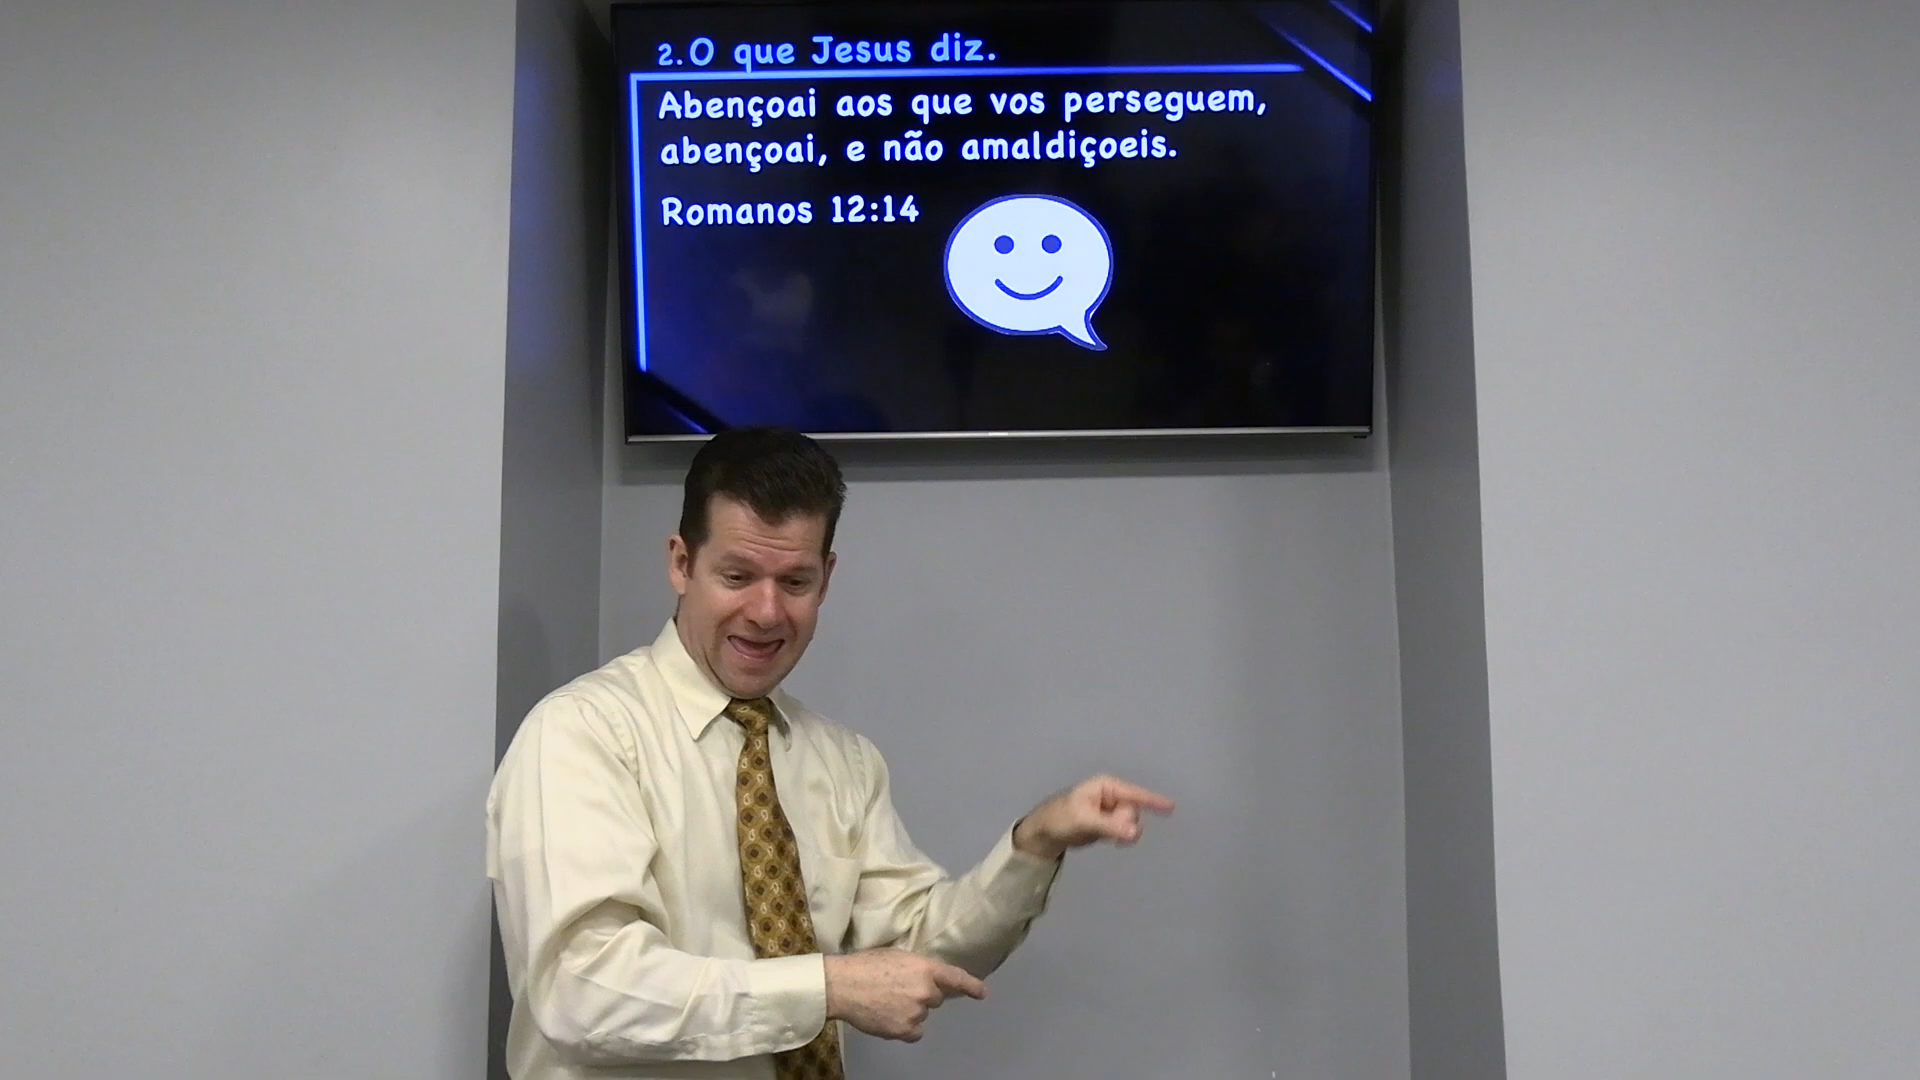 2. O que Jesus diz.
Abençoai aos que vos perseguem,
abençoai, e não amaldiçoeis.
Romanos 12:14